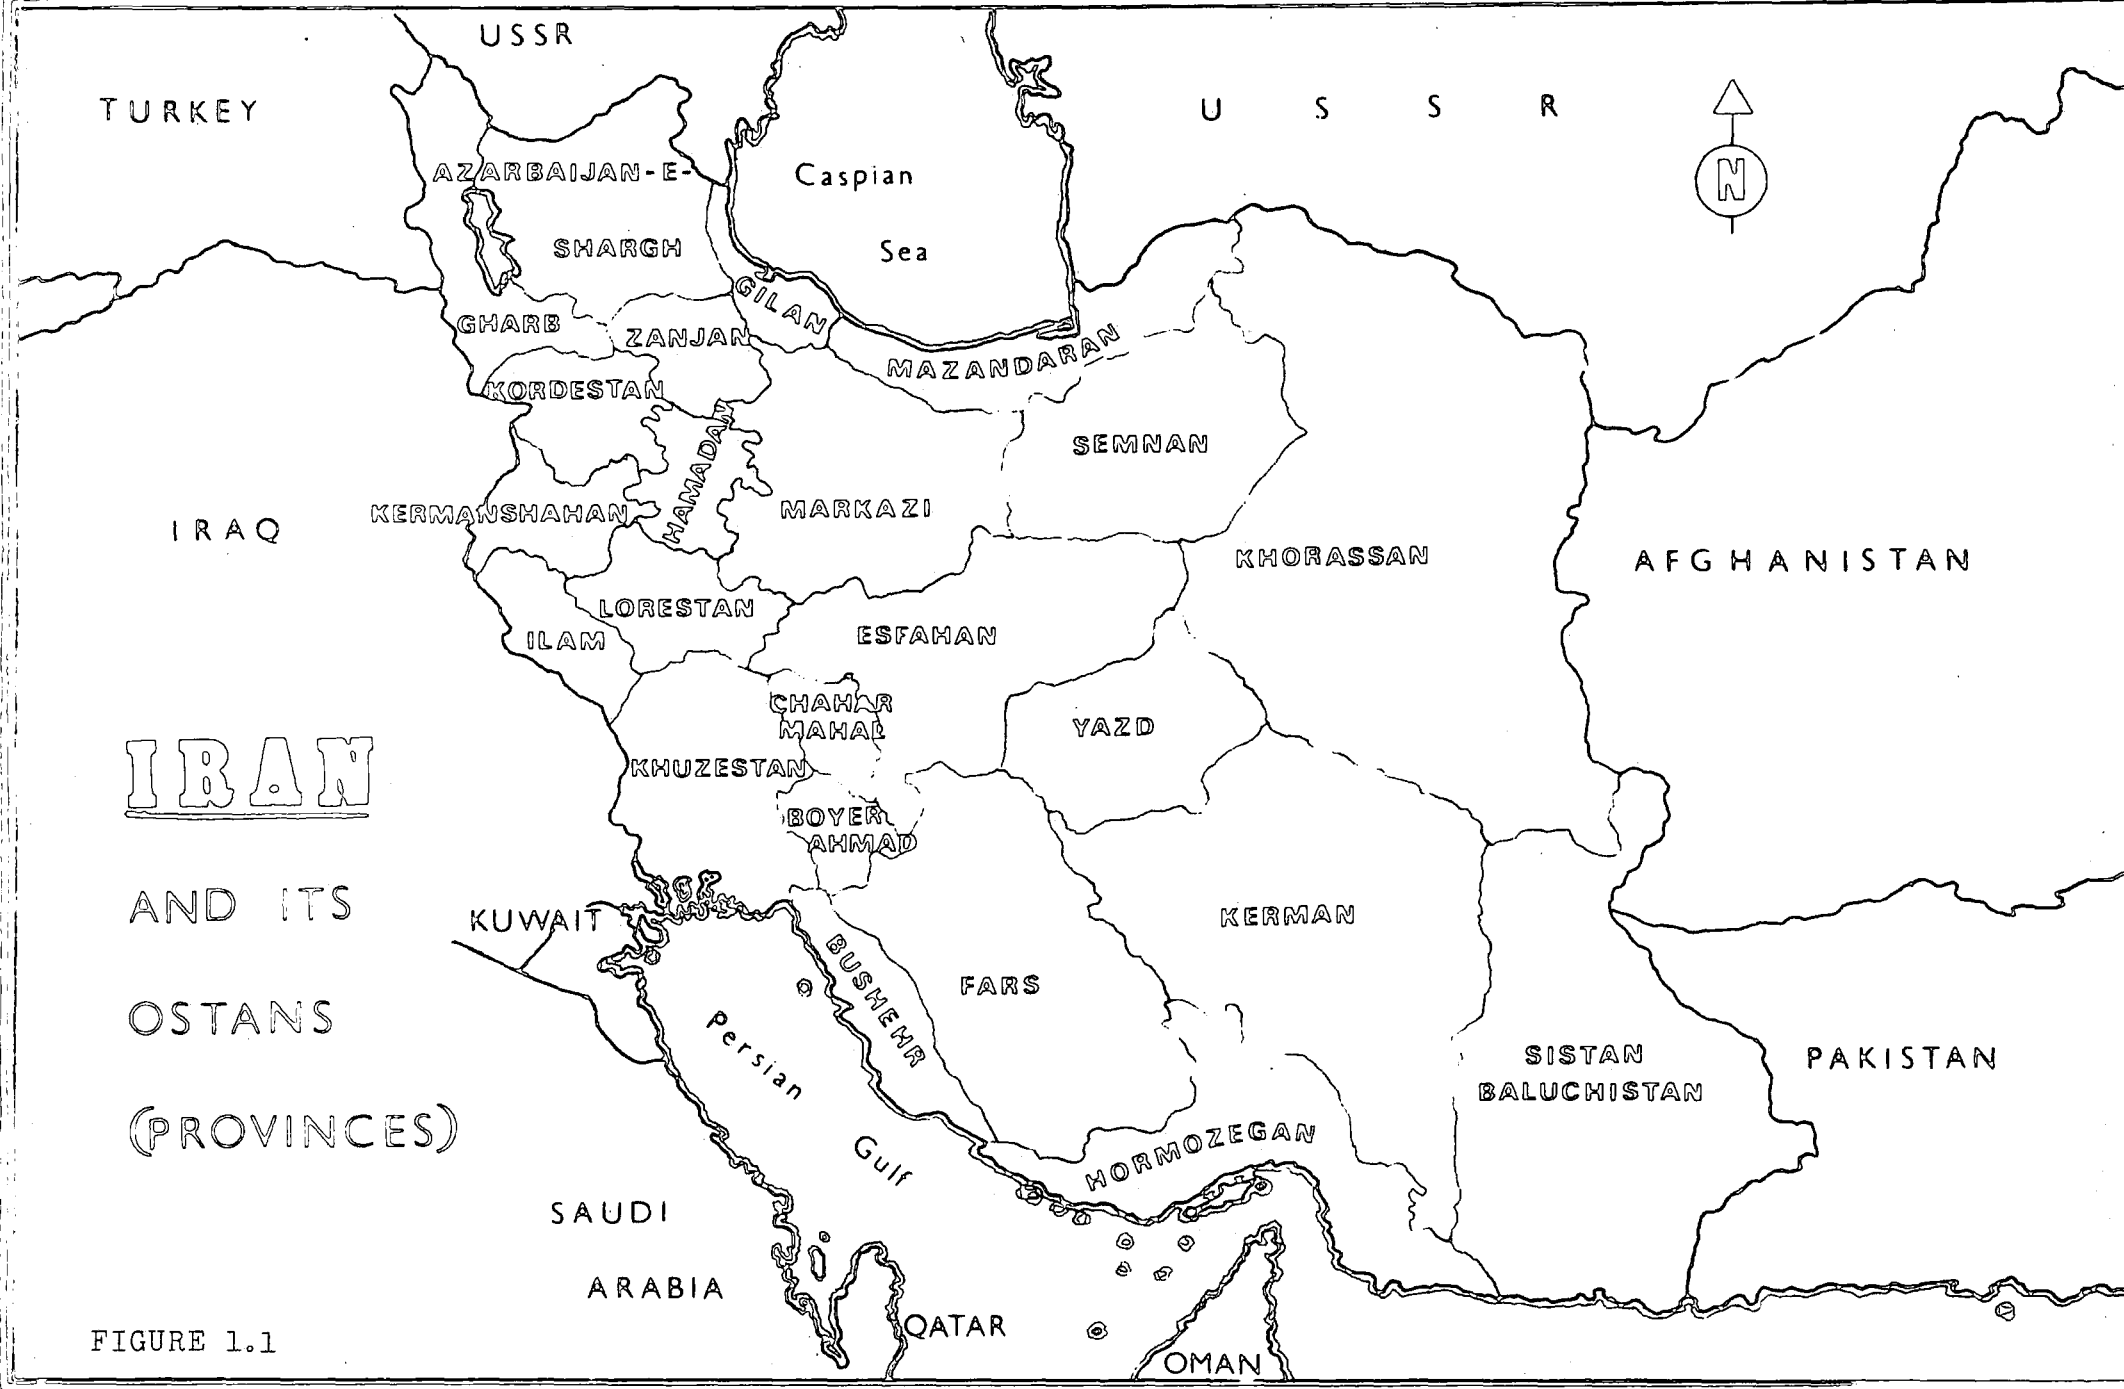 USSR
TURKEY
U S S R
N
AZARBAIJAN-E-
Caspian
SHARGH
Sea
GILAN
GHARB
ZANJAN
MAZANDARAN
KORDESTAN
HAMADAN
SEMNAN
KERMANSHAHAN
MARKAZI
IRAQ
KHORASSAN
AFGHANISTAN
LORESTAN
ILAM
ESFAHAN
CHAHAR
MAHAL
YAZD
KHUZESTAN
BOYER
AHMAD
IRAN
AND ITS
OSTANS
(PROVINCES)
KUWAIT
KERMAN
BUSHEHR
FARS
Persian
Gulf
SISTAN
BALUCHISTAN
PAKISTAN
HORMOZEGAN
SAUDI
ARABIA
QATAR
OMAN
FIGURE 1.1